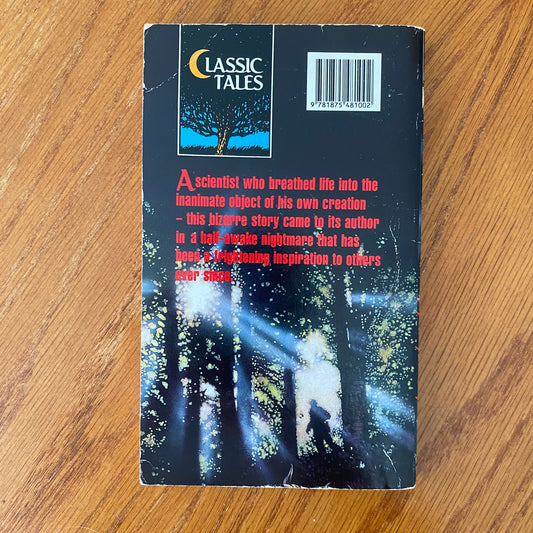 CLASSIC
TALES
9 781875 481002
A scientist who breathed life into the
inanimate object of his own creation
– this bizarre story came to its author
in a half-awake nightmare that has
been a frightening inspiration to others
ever since.